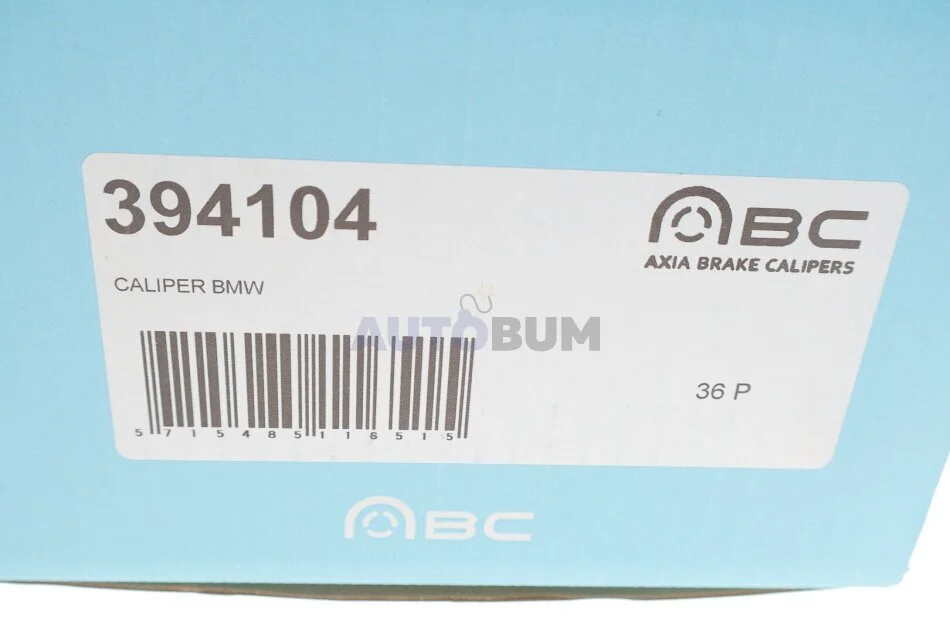 394104
ABC
AXIA BRAKE CALIPERS
CALIPER BMW
AUTOBUM
36 P
5715485116515
ABC